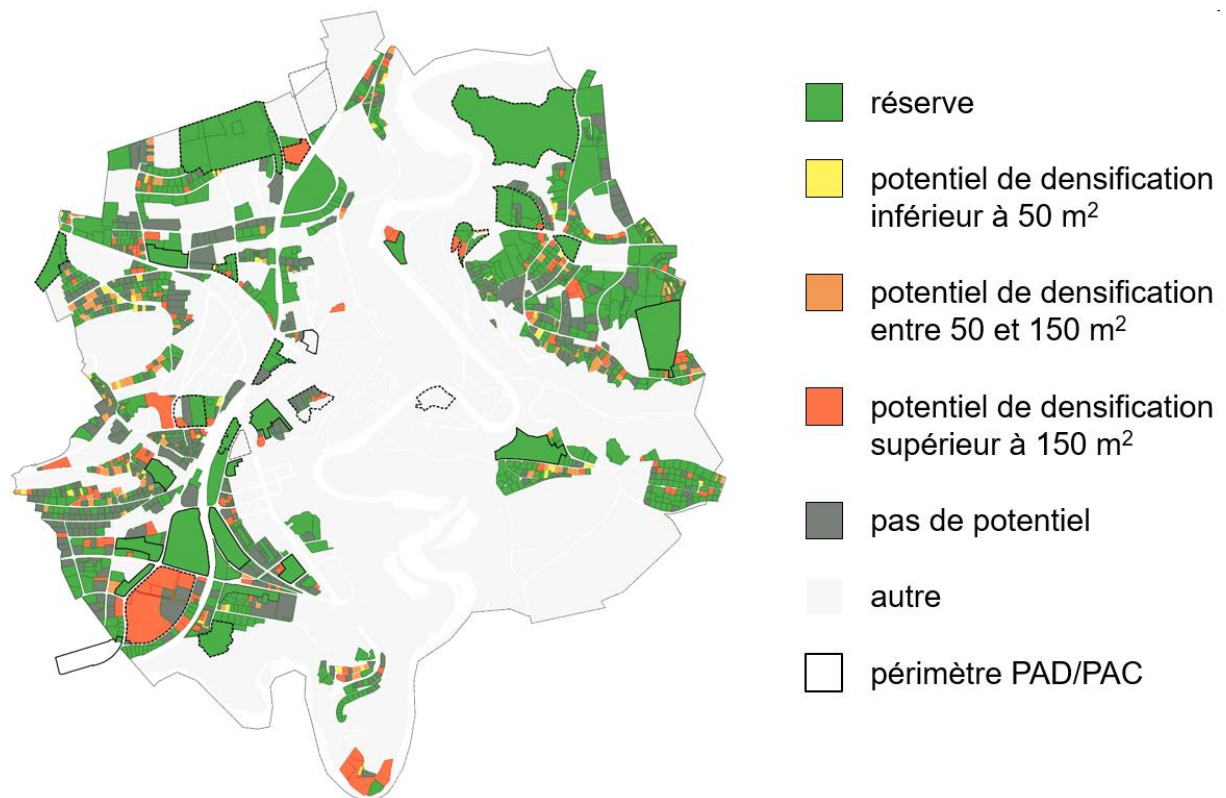 réserve
potentiel de densification
inférieur à 50 m²
potentiel de densification
entre 50 et 150 m²
potentiel de densification
supérieur à 150 m²
pas de potentiel
autre
périmètre PAD/PAC